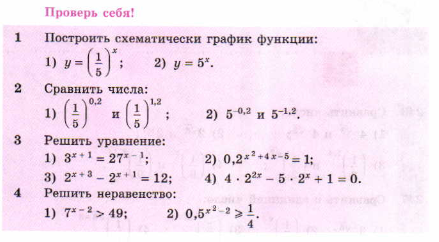 Проверь себя!
1 Построить схематически график функции:
1) y = (1/5)^x; 2) y = 5^x.
2 Сравнить числа:
1) (1/5)^{0,2} и (1/5)^{1,2}; 2) 5^{-0,2} и 5^{-1,2}.
3 Решить уравнение:
1) 3^{x + 1} = 27^{x - 1}; 2) 0,2^{x^2 + 4x - 5} = 1;
3) 2^{x + 3} - 2^{x + 1} = 12; 4) 4 · 2^{2x} - 5 · 2^x + 1 = 0.
4 Решить неравенство:
1) 7^{x - 2} > 49; 2) 0,5^{x^2 - 2} ⩾ 1/4.